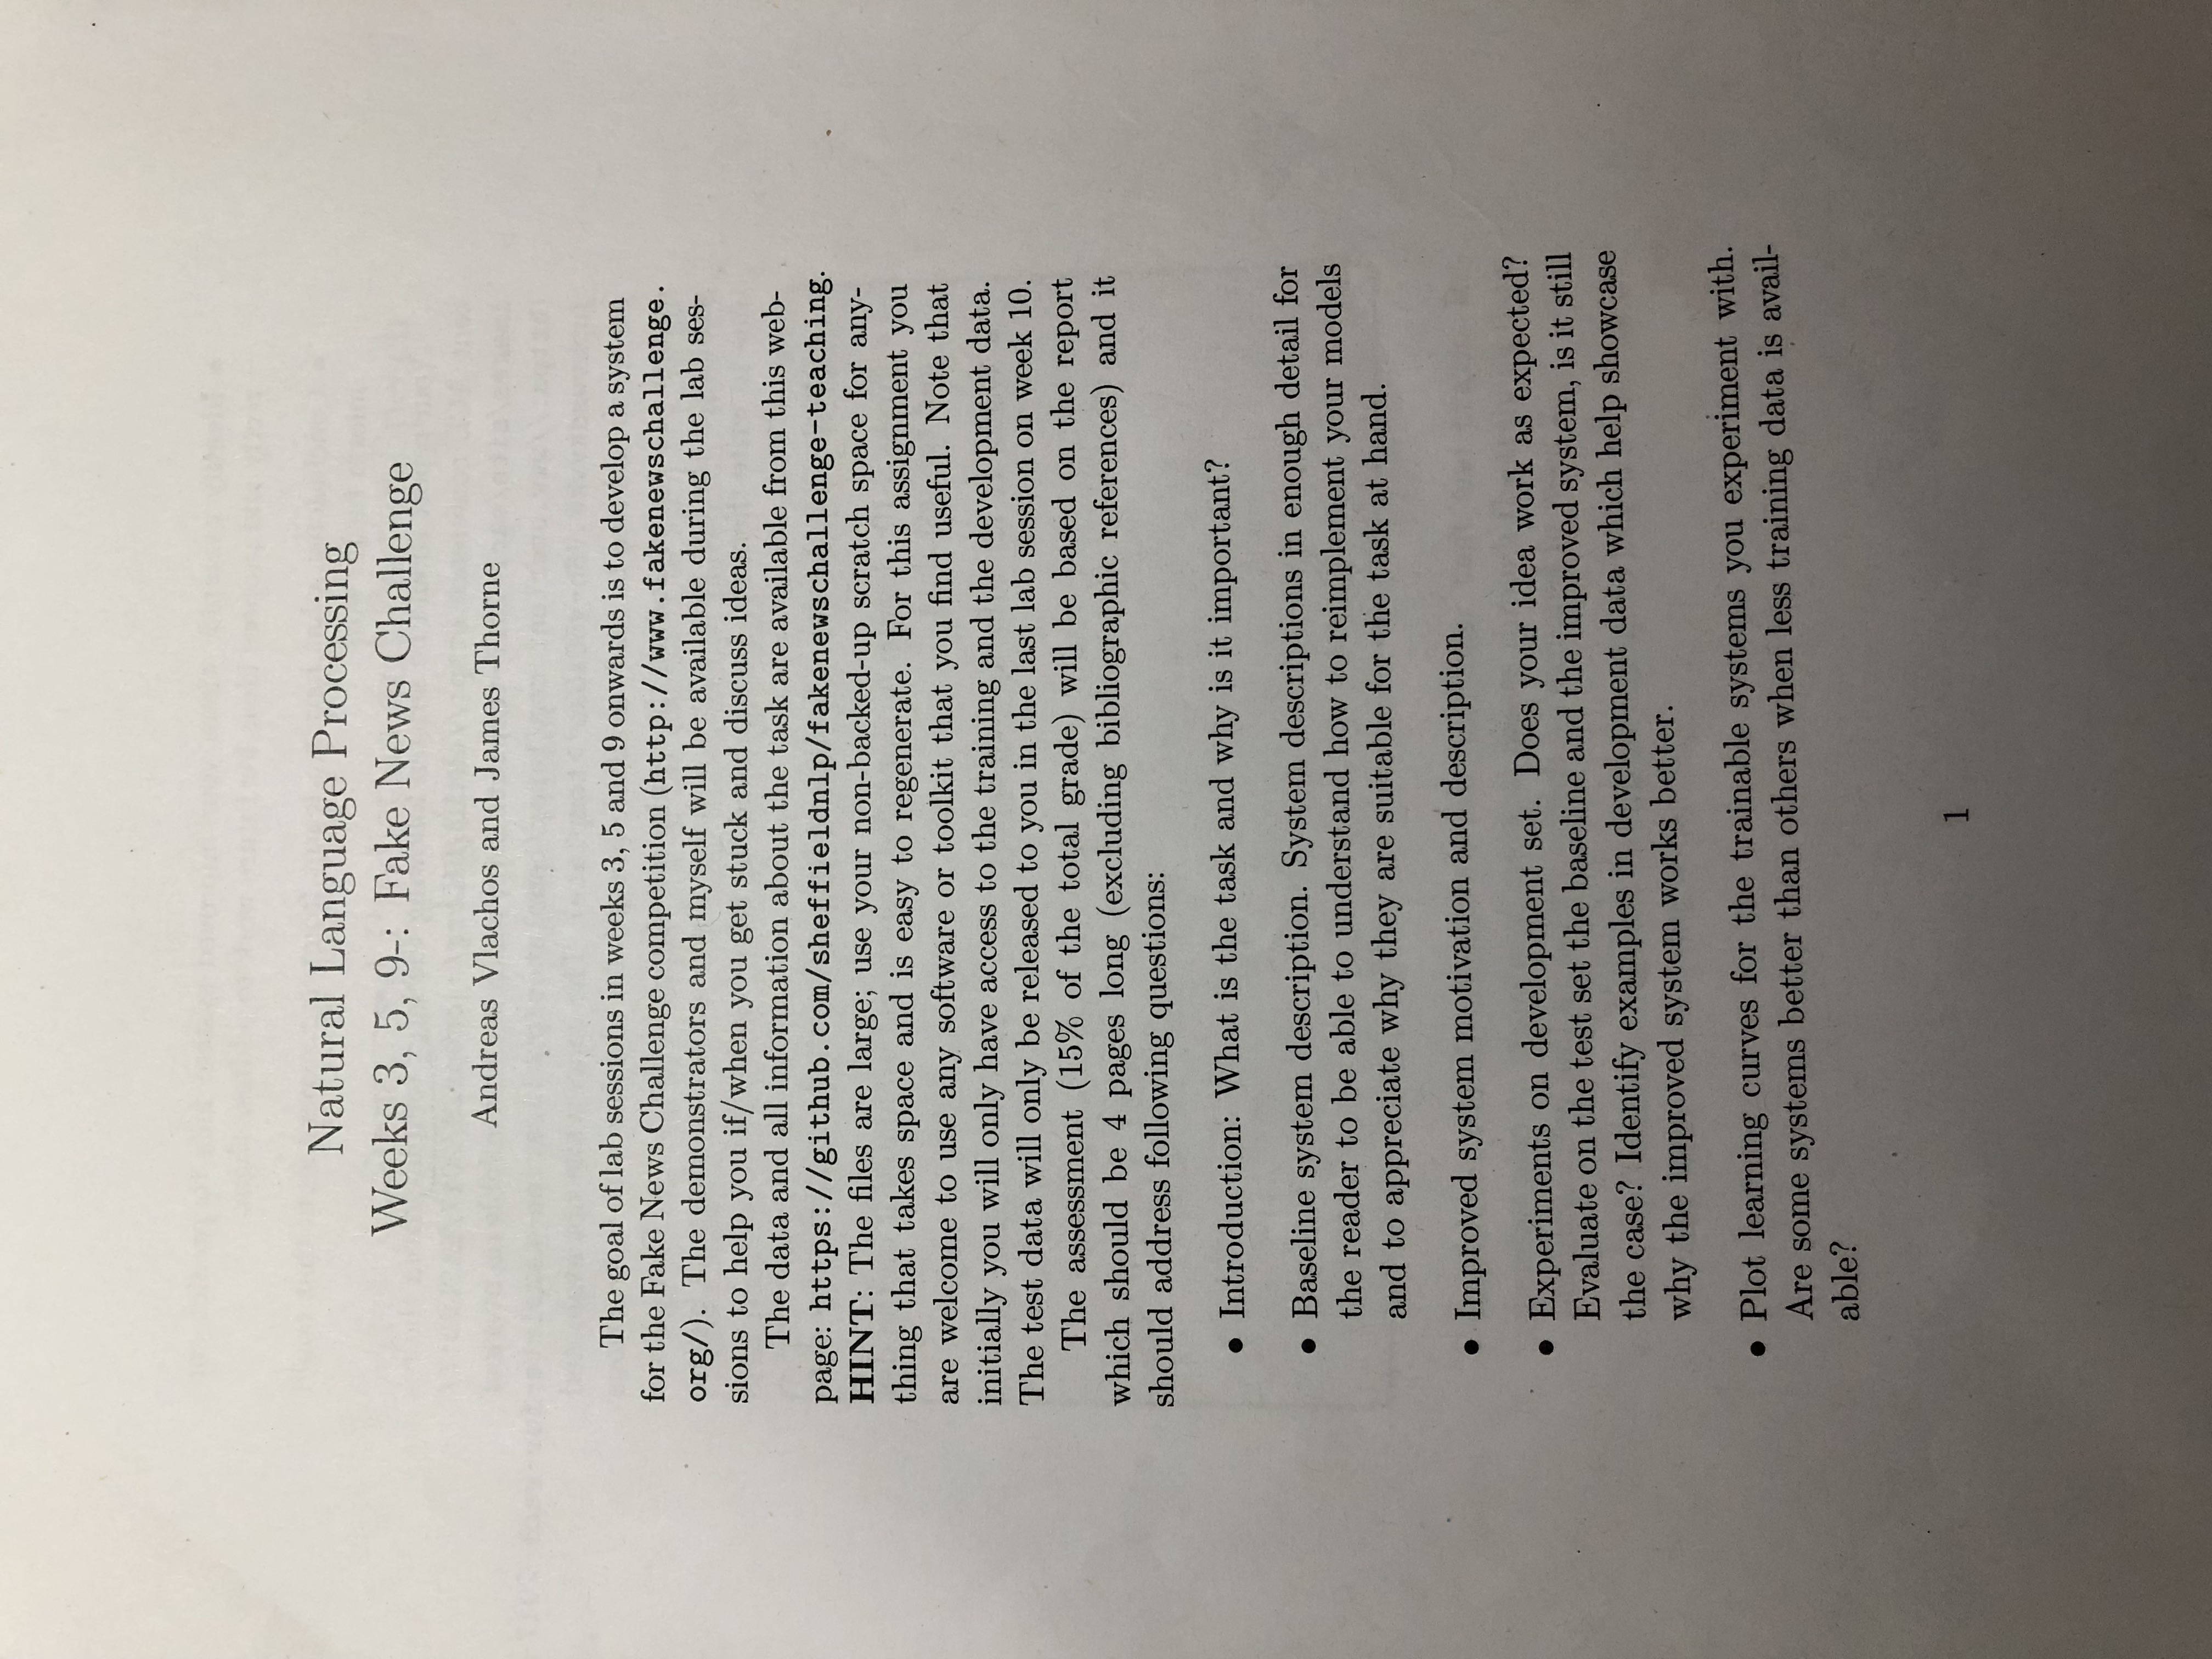 Natural Language Processing
Weeks 3, 5, 9-: Fake News Challenge
Andreas Vlachos and James Thorne
The goal of lab sessions in weeks 3, 5 and 9 onwards is to develop a system
for the Fake News Challenge competition (http://www.fakenewschallenge.
org/). The demonstrators and myself will be available during the lab ses-
sions to help you if/when you get stuck and discuss ideas.
The data and all information about the task are available from this web-
page: https://github.com/sheffieldnlp/fakenewschallenge-teaching.
HINT: The files are large; use your non-backed-up scratch space for any-
thing that takes space and is easy to regenerate. For this assignment you
are welcome to use any software or toolkit that you find useful. Note that
initially you will only have access to the training and the development data.
The test data will only be released to you in the last lab session on week 10.
The assessment (15% of the total grade) will be based on the report
which should be 4 pages long (excluding bibliographic references) and it
should address following questions:
• Introduction: What is the task and why is it important?
• Baseline system description. System descriptions in enough detail for
the reader to be able to understand how to reimplement your models
and to appreciate why they are suitable for the task at hand.
• Improved system motivation and description.
• Experiments on development set. Does your idea work as expected?
Evaluate on the test set the baseline and the improved system, is it still
the case? Identify examples in development data which help showcase
why the improved system works better.
• Plot learning curves for the trainable systems you experiment with.
Are some systems better than others when less training data is avail-
able?
1